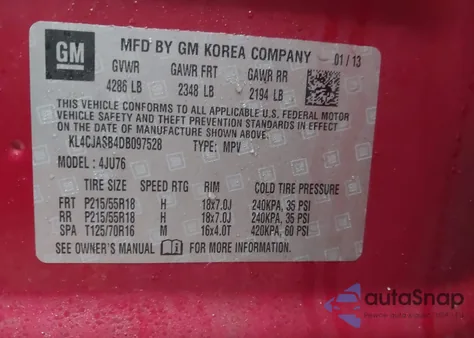 GM
MFD BY GM KOREA COMPANY 01/13
GVWR GAWR FRT GAWR RR
4286 LB 2348 LB 2194 LB
THIS VEHICLE CONFORMS TO ALL APPLICABLE U.S. FEDERAL MOTOR
VEHICLE SAFETY AND THEFT PREVENTION STANDARDS IN
EFFECT ON THE DATE OF MANUFACTURE SHOWN ABOVE.
KL4CJASB4DB097528 TYPE: MPV
MODEL: 4JU76
TIRE SIZE SPEED RTG RIM COLD TIRE PRESSURE
FRT P215/55R18 H 18x7.0J 240KPA, 35 PSI
RR P215/55R18 H 18x7.0J 240KPA, 35 PSI
SPA T125/70R16 M 16x4.0T 420KPA, 60 PSI
SEE OWNER'S MANUAL FOR MORE INFORMATION.
autoSnap